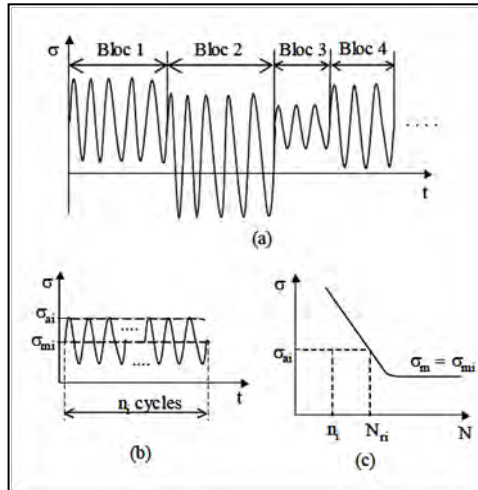 σ Bloc 1 Bloc 2 Bloc 3 Bloc 4
. . . .
t
(a)
σ
σai
σmi
....
....
t
ni cycles
(b)
σ
σai
σm = σmi
ni Nri N
(c)